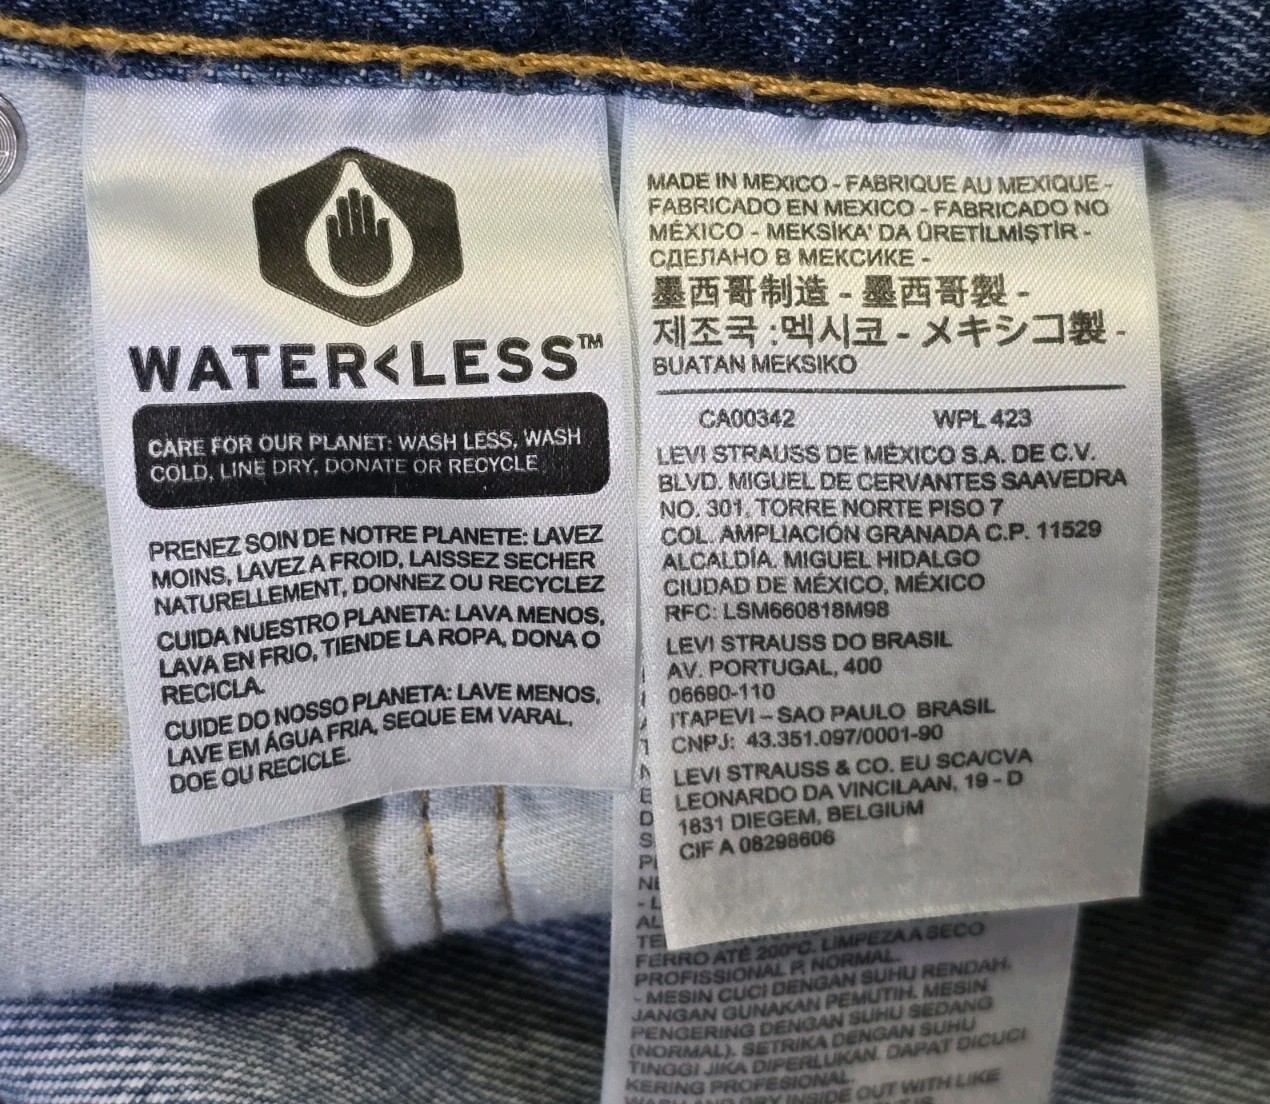 WATER<LESS™
CARE FOR OUR PLANET: WASH LESS, WASH
COLD, LINE DRY, DONATE OR RECYCLE
PRENEZ SOIN DE NOTRE PLANETE: LAVEZ
MOINS, LAVEZ A FROID, LAISSEZ SECHER
NATURELLEMENT, DONNEZ OU RECYCLEZ
CUIDA NUESTRO PLANETA: LAVA MENOS,
LAVA EN FRIO, TIENDE LA ROPA, DONA O
RECICLA.
CUIDE DO NOSSO PLANETA: LAVE MENOS,
LAVE EM ÁGUA FRIA, SEQUE EM VARAL,
DOE OU RECICLE.
MADE IN MEXICO - FABRIQUE AU MEXIQUE -
FABRICADO EN MEXICO - FABRICADO NO
MÉXICO - MEKSİKA' DA ÜRETİLMİŞTİR -
СДЕЛАНО В МЕКСИКЕ -
墨西哥制造 - 墨西哥製 -
제조국 :멕시코 - メキシコ製 -
BUATAN MEKSIKO
CA00342 WPL 423
LEVI STRAUSS DE MÉXICO S.A. DE C.V.
BLVD. MIGUEL DE CERVANTES SAAVEDRA
NO. 301, TORRE NORTE PISO 7
COL. AMPLIACIÓN GRANADA C.P. 11529
ALCALDÍA. MIGUEL HIDALGO
CIUDAD DE MÉXICO, MÉXICO
RFC: LSM660818M98
LEVI STRAUSS DO BRASIL
AV. PORTUGAL, 400
06690-110
ITAPEVI – SAO PAULO BRASIL
CNPJ: 43.351.097/0001-90
LEVI STRAUSS & CO. EU SCA/CVA
LEONARDO DA VINCILAAN, 19 - D
1831 DIEGEM, BELGIUM
CIF A 08298606
FERRO ATÉ 200ºC. LIMPEZA A SECO
PROFISSIONAL P, NORMAL.
- MESIN CUCI DENGAN SUHU RENDAH.
JANGAN GUNAKAN PEMUTIH. MESIN
PENGERING DENGAN SUHU SEDANG
(NORMAL). SETRIKA DENGAN SUHU
TINGGI JIKA DIPERLUKAN. DAPAT DICUCI
KERING PROFESIONAL.
WASH AND DRY INSIDE OUT WITH LIKE